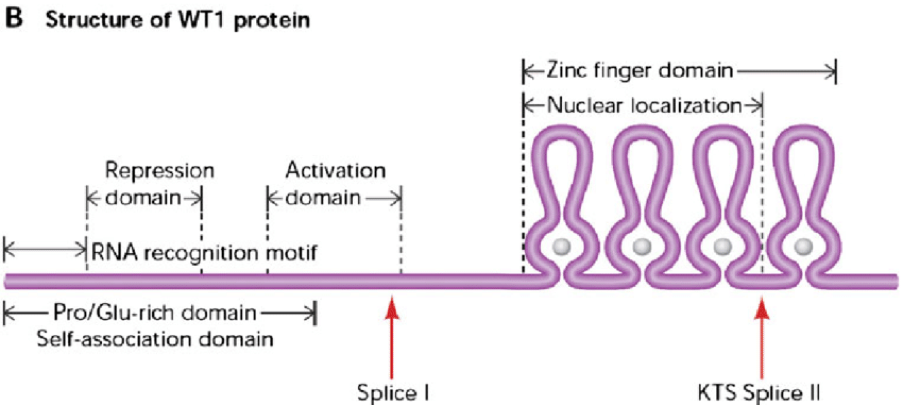 B Structure of WT1 protein
Zinc finger domain
Nuclear localization
Repression
domain
Activation
domain
RNA recognition motif
Pro/Glu-rich domain
Self-association domain
Splice I
KTS Splice II